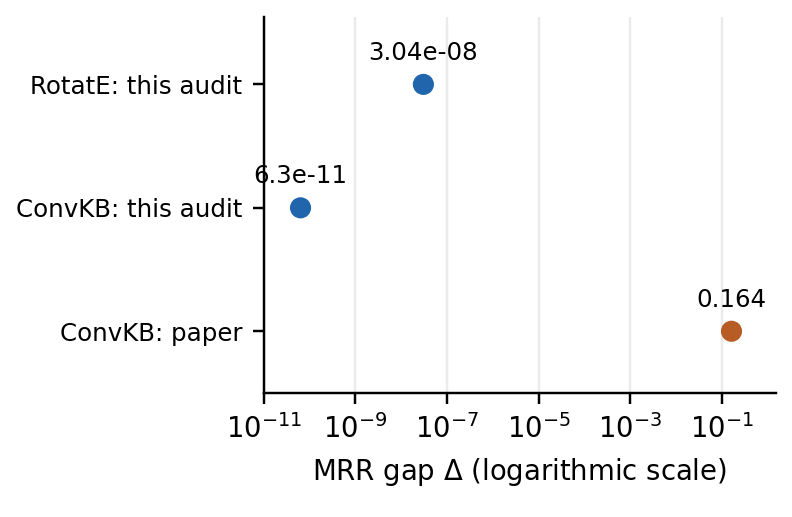 3.04e-08
RotatE: this audit
6.3e-11
ConvKB: this audit
0.164
ConvKB: paper
10⁻¹¹ 10⁻⁹ 10⁻⁷ 10⁻⁵ 10⁻³ 10⁻¹
MRR gap Δ (logarithmic scale)